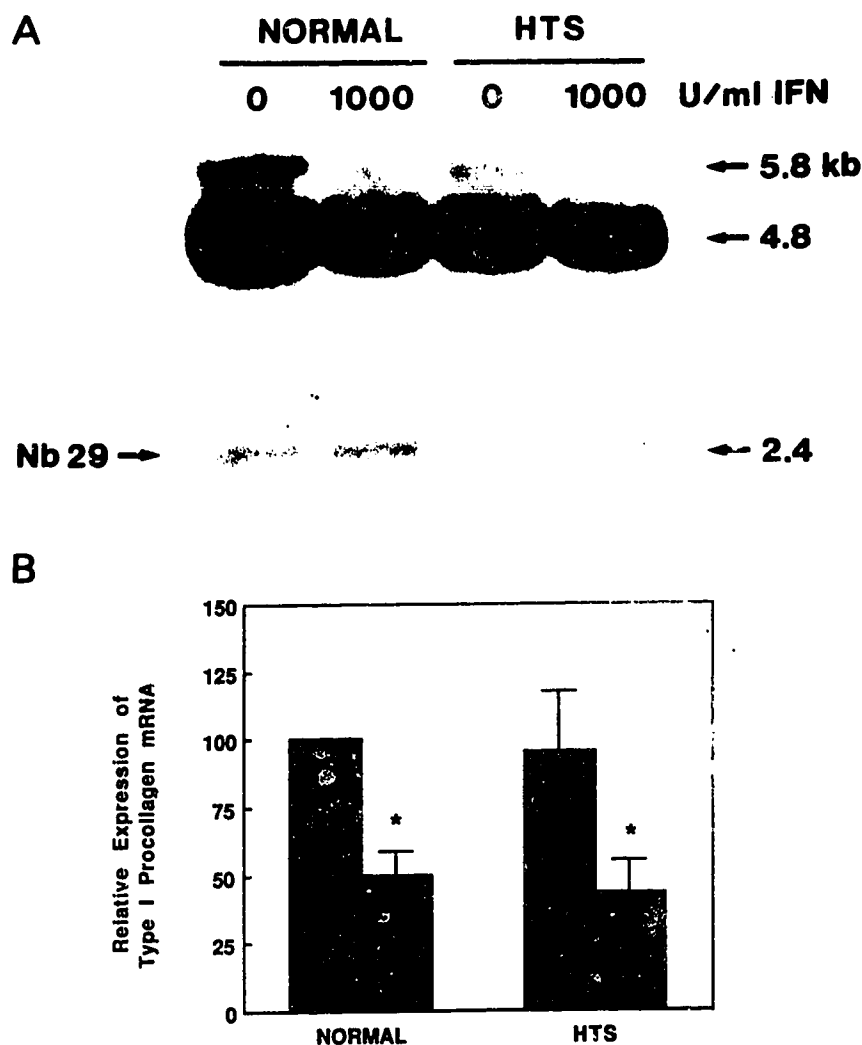 A
NORMAL HTS
0 1000 0 1000 U/ml IFN
← 5.8 kb
← 4.8
Nb 29 → ← 2.4
B
Relative Expression of
Type I Procollagen mRNA
150
125
100
75
50
25
0
*
*
NORMAL HTS